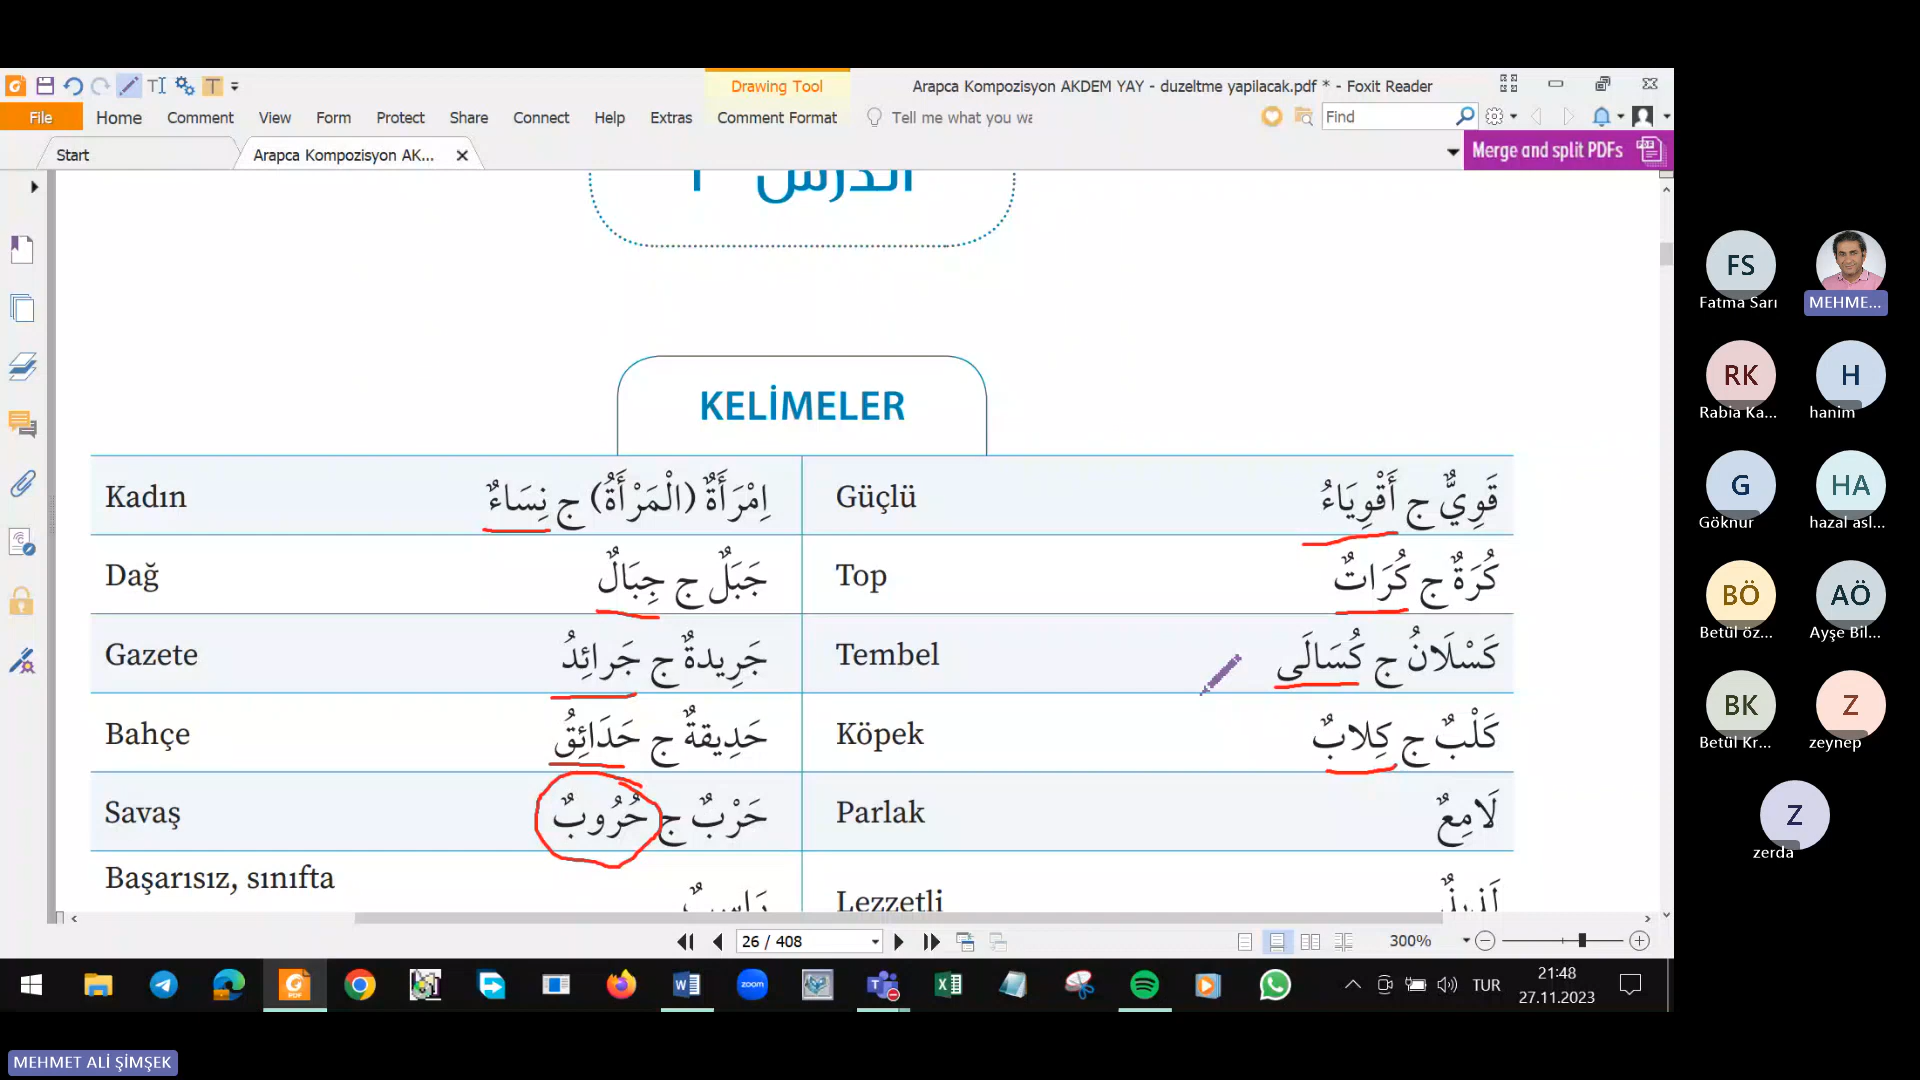 Drawing Tool
Arapca Kompozisyon AKDEM YAY - duzeltme yapilacak.pdf * - Foxit Reader
File Home Comment View Form Protect Share Connect Help Extras Comment Format Tell me what you wa Find
Start Arapca Kompozisyon AK... Merge and split PDFs
KELİMELER
Kadın اِمْرَأَةٌ (الْمَرْأَةُ) ج نِسَاءٌ Güçlü قَوِيٌّ ج أَقْوِيَاءُ
Dağ جَبَلٌ ج جِبَالٌ Top كُرَةٌ ج كُرَاتٌ
Gazete جَرِيدةٌ ج جَرائِدُ Tembel كَسْلَانُ ج كُسَالَى
Bahçe حَدِيقةٌ ج حَدَائِقُ Köpek كَلْبٌ ج كِلابٌ
Savaş حَرْبٌ ج حُرُوبٌ Parlak لَامِعٌ
Başarısız, sınıfta Lezzetli
26 / 408 300%
zoom
TUR 21:48
27.11.2023
FS
Fatma Sarı
MEHME...
RK
Rabia Ka...
H
hanim
G
Göknur
HA
hazal asl...
BÖ
Betül öz...
AÖ
Ayşe Bil...
BK
Betül Kr...
Z
zeynep
Z
zerda
MEHMET ALİ ŞİMŞEK